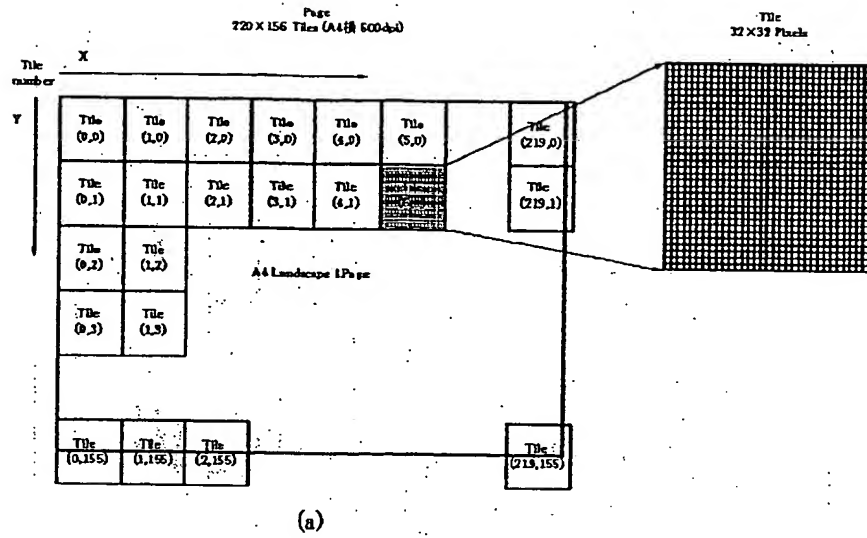 Page
220×156 Tiles (A4横 600dpi)
Tile
32×32 Pixels
X
Tile
number
Y
Tile
(0,0)
Tile
(1,0)
Tile
(2,0)
Tile
(3,0)
Tile
(4,0)
Tile
(5,0)
Tile
(219,0)
Tile
(0,1)
Tile
(1,1)
Tile
(2,1)
Tile
(3,1)
Tile
(4,1)
Tile
(219,1)
Tile
(0,2)
Tile
(1,2)
A4 Landscape 1Page
Tile
(0,3)
Tile
(1,3)
Tile
(0,155)
Tile
(1,155)
Tile
(2,155)
Tile
(219,155)
(a)